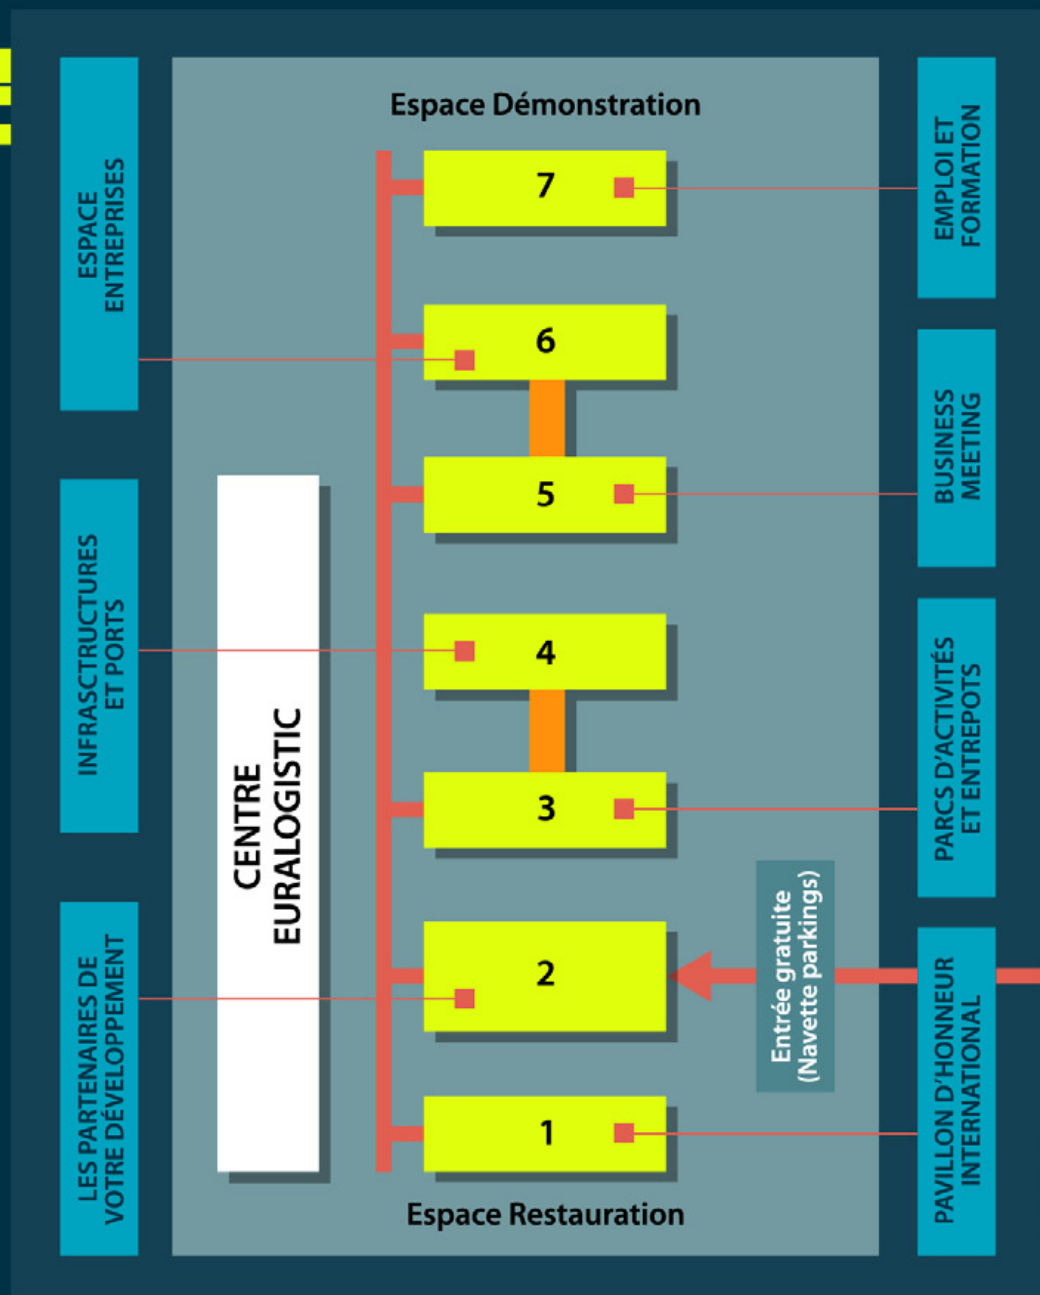 Espace Démonstration
7
6
5
4
3
2
1
Espace Restauration
ESPACE
ENTREPRISES
INFRASCTRUCTURES
ET PORTS
LES PARTENAIRES DE
VOTRE DÉVELOPPEMENT
CENTRE
EURALOGISTIC
Entrée gratuite
(Navette parkings)
EMPLOI ET
FORMATION
BUSINESS
MEETING
PARCS D'ACTIVITÉS
ET ENTREPOTS
PAVILLON D'HONNEUR
INTERNATIONAL